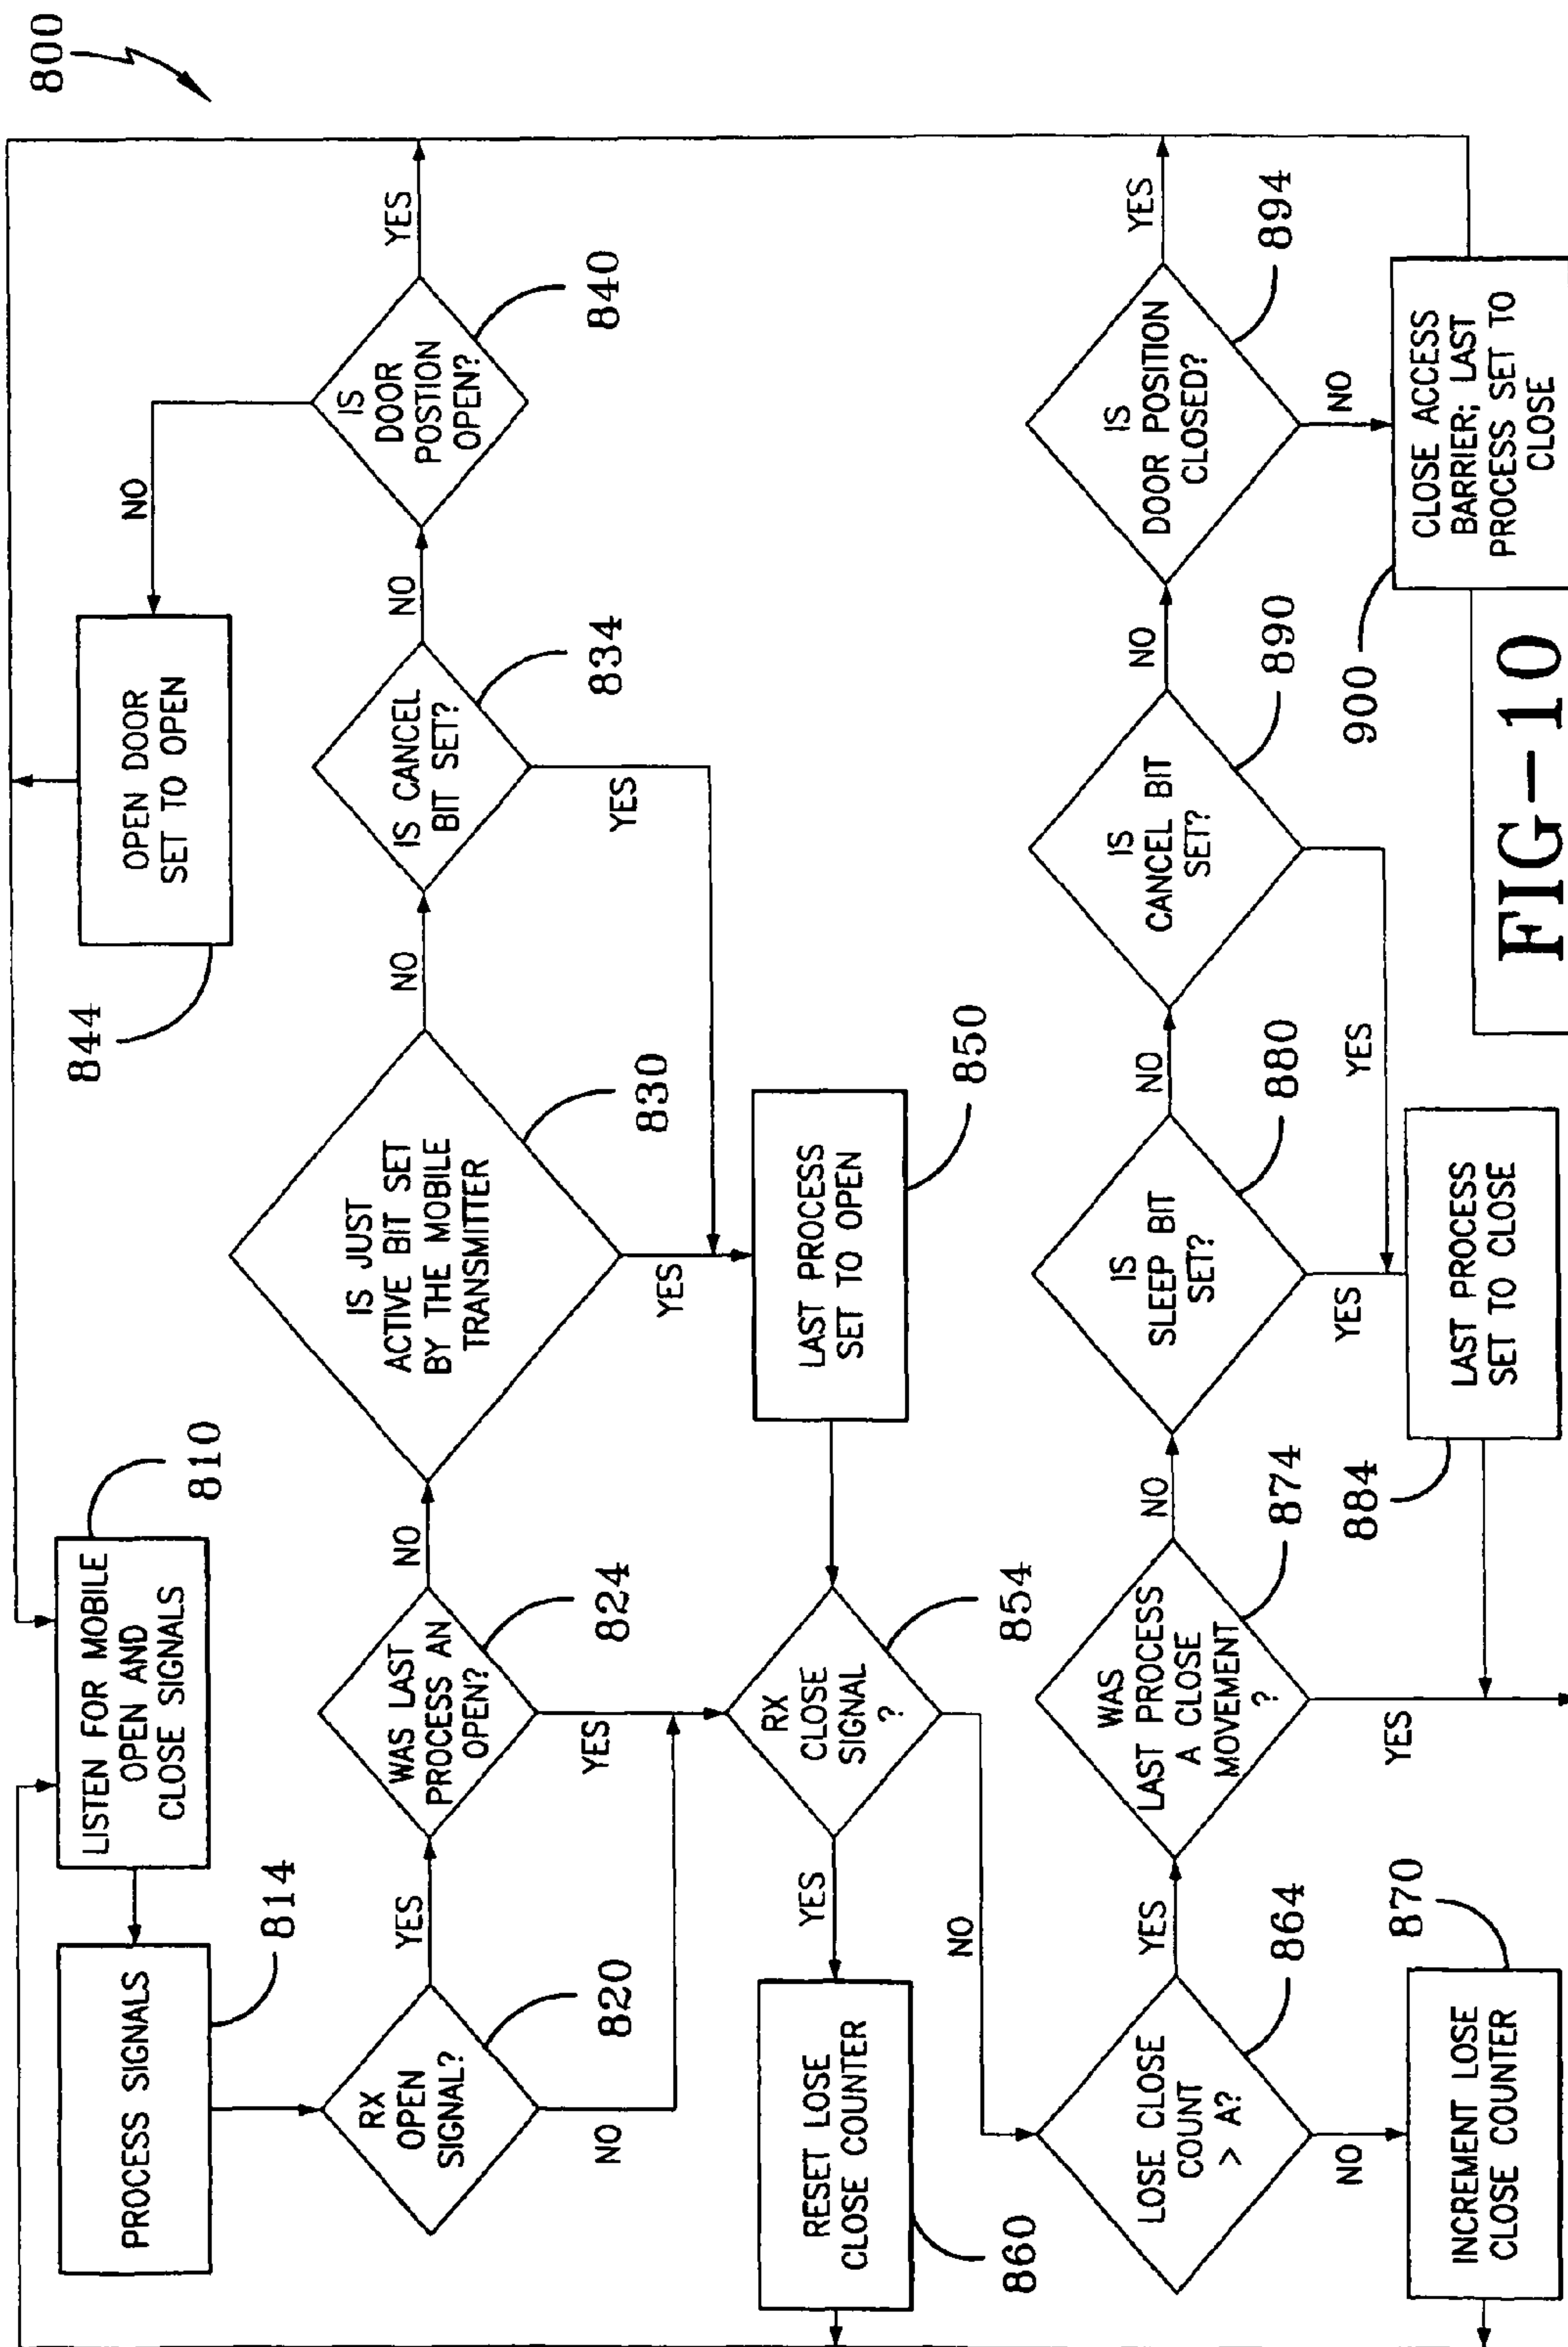 800
LISTEN FOR MOBILE
OPEN AND
CLOSE SIGNALS
810
PROCESS SIGNALS
814
RX
OPEN
SIGNAL?
820
YES
NO
WAS LAST
PROCESS AN
OPEN?
824
NO
YES
IS JUST
ACTIVE BIT SET
BY THE MOBILE
TRANSMITTER
830
NO
YES
IS CANCEL
BIT SET?
834
NO
YES
IS
DOOR
POSTION
OPEN?
840
YES
NO
OPEN DOOR
SET TO OPEN
844
LAST PROCESS
SET TO OPEN
850
RX
CLOSE
SIGNAL
?
854
YES
NO
RESET LOSE
CLOSE COUNTER
860
LOSE CLOSE
COUNT
> A?
864
YES
NO
INCREMENT LOSE
CLOSE COUNTER
870
WAS
LAST PROCESS
A CLOSE
MOVEMENT
?
874
NO
YES
IS
SLEEP BIT
SET?
880
NO
YES
LAST PROCESS
SET TO CLOSE
884
IS
CANCEL BIT
SET?
890
NO
YES
IS
DOOR POSITION
CLOSED?
894
YES
NO
CLOSE ACCESS
BARRIER; LAST
PROCESS SET TO
CLOSE
900
FIG-10